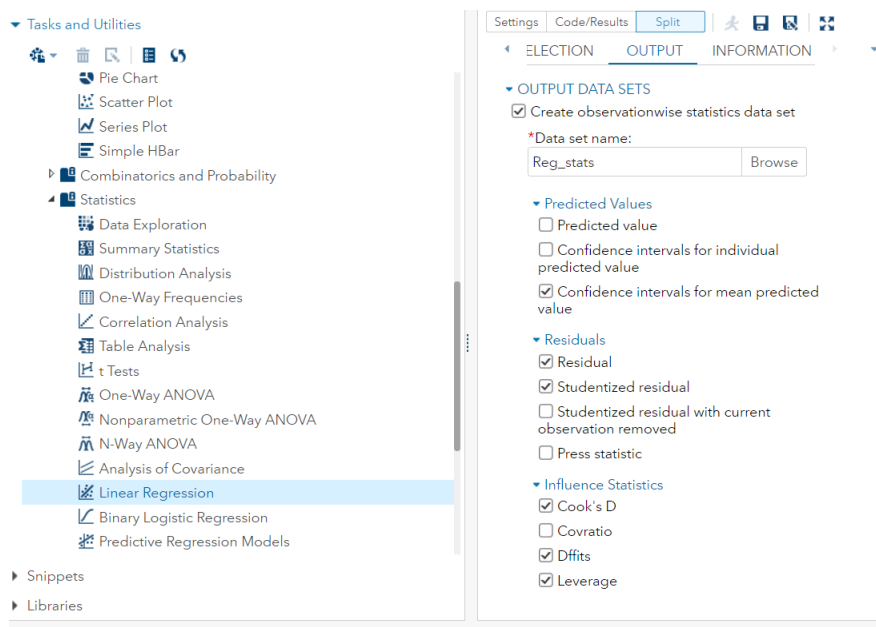 Tasks and Utilities
Pie Chart
Scatter Plot
Series Plot
Simple HBar
Combinatorics and Probability
Statistics
Data Exploration
Summary Statistics
Distribution Analysis
One-Way Frequencies
Correlation Analysis
Table Analysis
t Tests
One-Way ANOVA
Nonparametric One-Way ANOVA
N-Way ANOVA
Analysis of Covariance
Linear Regression
Binary Logistic Regression
Predictive Regression Models
Snippets
Libraries
Settings Code/Results Split
ELECTION OUTPUT INFORMATION
OUTPUT DATA SETS
Create observationwise statistics data set
*Data set name:
Reg_stats Browse
Predicted Values
Predicted value
Confidence intervals for individual
predicted value
Confidence intervals for mean predicted
value
Residuals
Residual
Studentized residual
Studentized residual with current
observation removed
Press statistic
Influence Statistics
Cook's D
Covratio
Dffits
Leverage